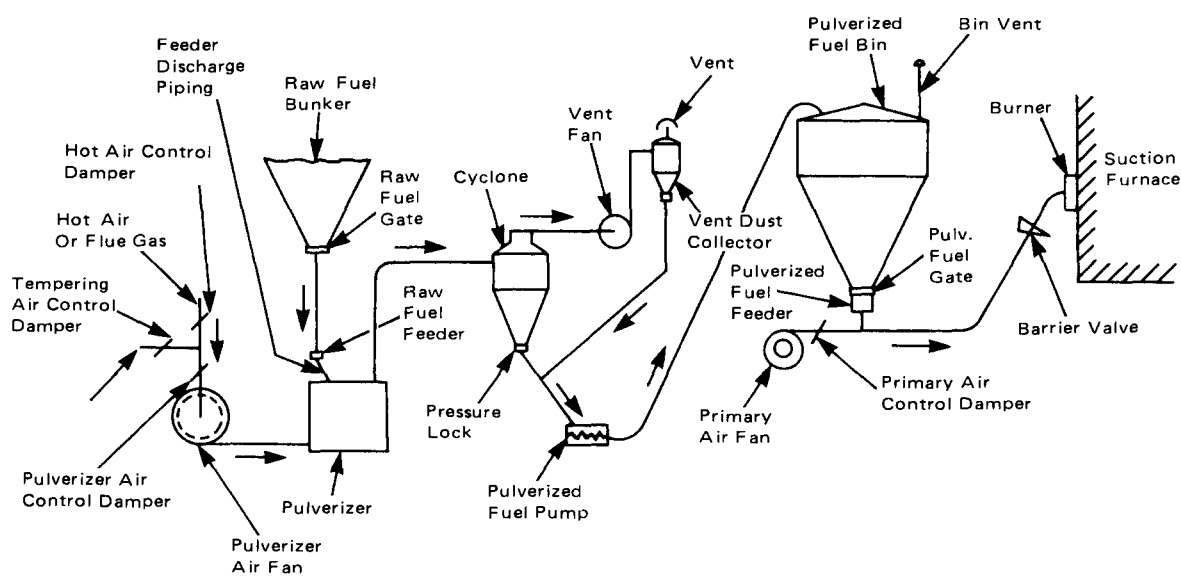 Feeder
Discharge
Piping
Raw Fuel
Bunker
Hot Air Control
Damper
Hot Air
Or Flue Gas
Tempering
Air Control
Damper
Raw
Fuel
Gate
Raw
Fuel
Feeder
Pulverizer Air
Control Damper
Pulverizer
Air Fan
Pulverizer
Cyclone
Pressure
Lock
Vent
Fan
Vent
Vent Dust
Collector
Pulverized
Fuel Pump
Pulverized
Fuel Bin
Bin Vent
Pulverized
Fuel
Feeder
Pulv.
Fuel
Gate
Primary
Air Fan
Primary Air
Control Damper
Barrier Valve
Burner
Suction
Furnace